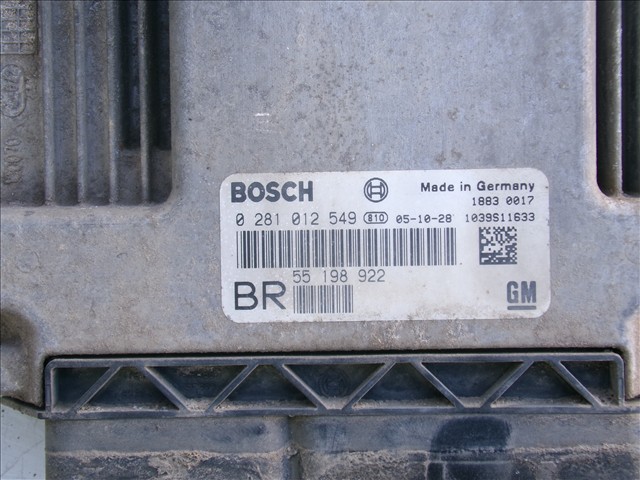 BOSCH Made in Germany
1883 0017
0 281 012 549 810 05-10-28 1039S11633
55 198 922
BR GM